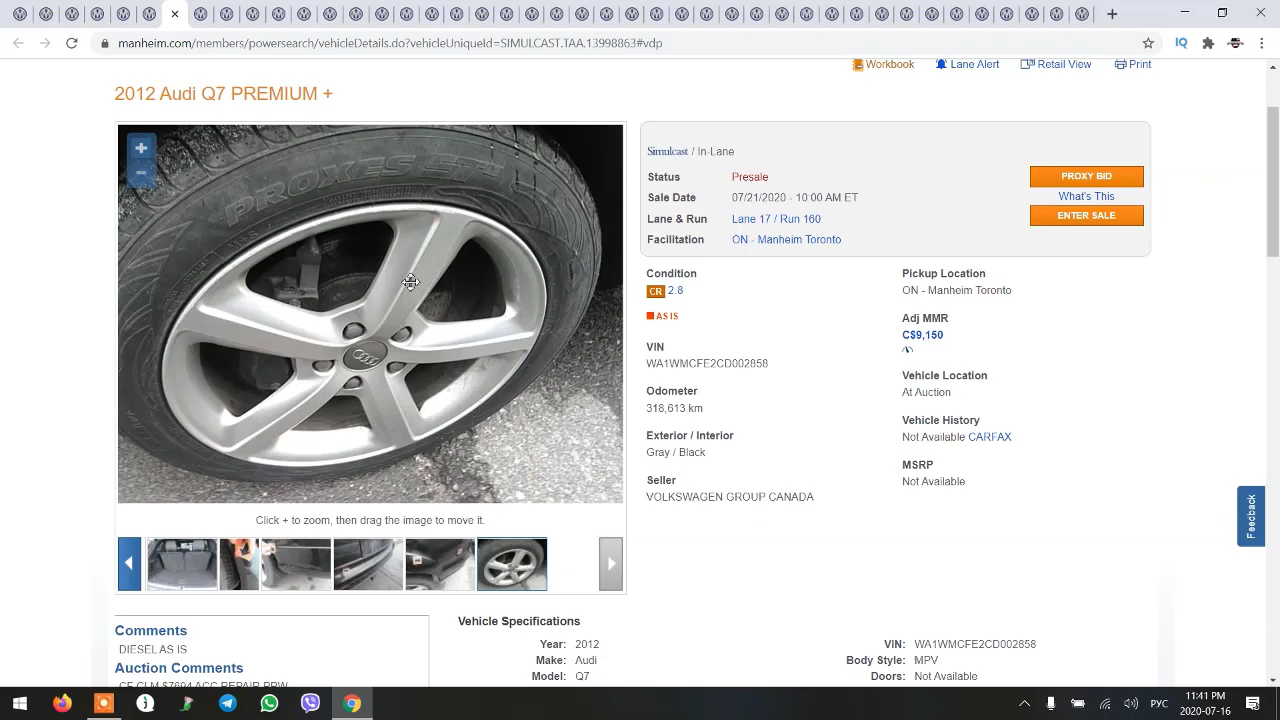 manheim.com/members/powersearch/vehicleDetails.do?vehicleUniqueId=SIMULCAST.TAA.13998863#vdp
IQ
Workbook
Lane Alert
Retail View
Print
2012 Audi Q7 PREMIUM +
PROXES
M+S
Simulcast / In-Lane
Status Presale
Sale Date 07/21/2020 - 10:00 AM ET
Lane & Run Lane 17 / Run 160
Facilitation ON - Manheim Toronto
PROXY BID
What's This
ENTER SALE
Condition
CR 2.8
AS IS
VIN
WA1WMCFE2CD002858
Odometer
318,613 km
Exterior / Interior
Gray / Black
Seller
VOLKSWAGEN GROUP CANADA
Pickup Location
ON - Manheim Toronto
Adj MMR
C$9,150
Vehicle Location
At Auction
Vehicle History
Not Available CARFAX
MSRP
Not Available
Click + to zoom, then drag the image to move it.
Feedback
Comments
DIESEL AS IS
Auction Comments
Vehicle Specifications
Year: 2012
Make: Audi
Model: Q7
VIN: WA1WMCFE2CD002858
Body Style: MPV
Doors: Not Available
РУС
11:41 PM
2020-07-16